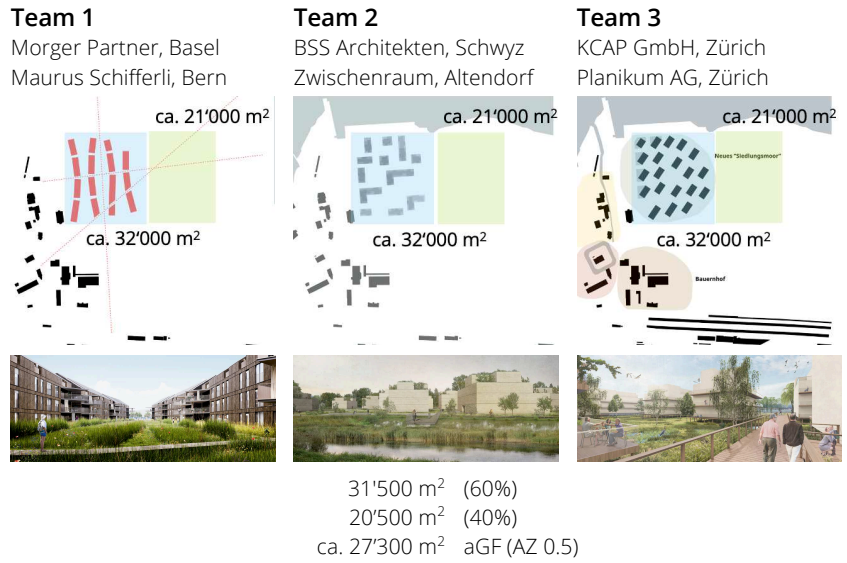 Team 1
Morger Partner, Basel
Maurus Schifferli, Bern
ca. 21‘000 m²
ca. 32‘000 m²
Team 2
BSS Architekten, Schwyz
Zwischenraum, Altendorf
ca. 21‘000 m²
ca. 32‘000 m²
Team 3
KCAP GmbH, Zürich
Planikum AG, Zürich
ca. 21‘000 m²
Neues "Siedlungsmoor"
ca. 32‘000 m²
Bauernhof
31'500 m² (60%)
20’500 m² (40%)
ca. 27’300 m² aGF (AZ 0.5)